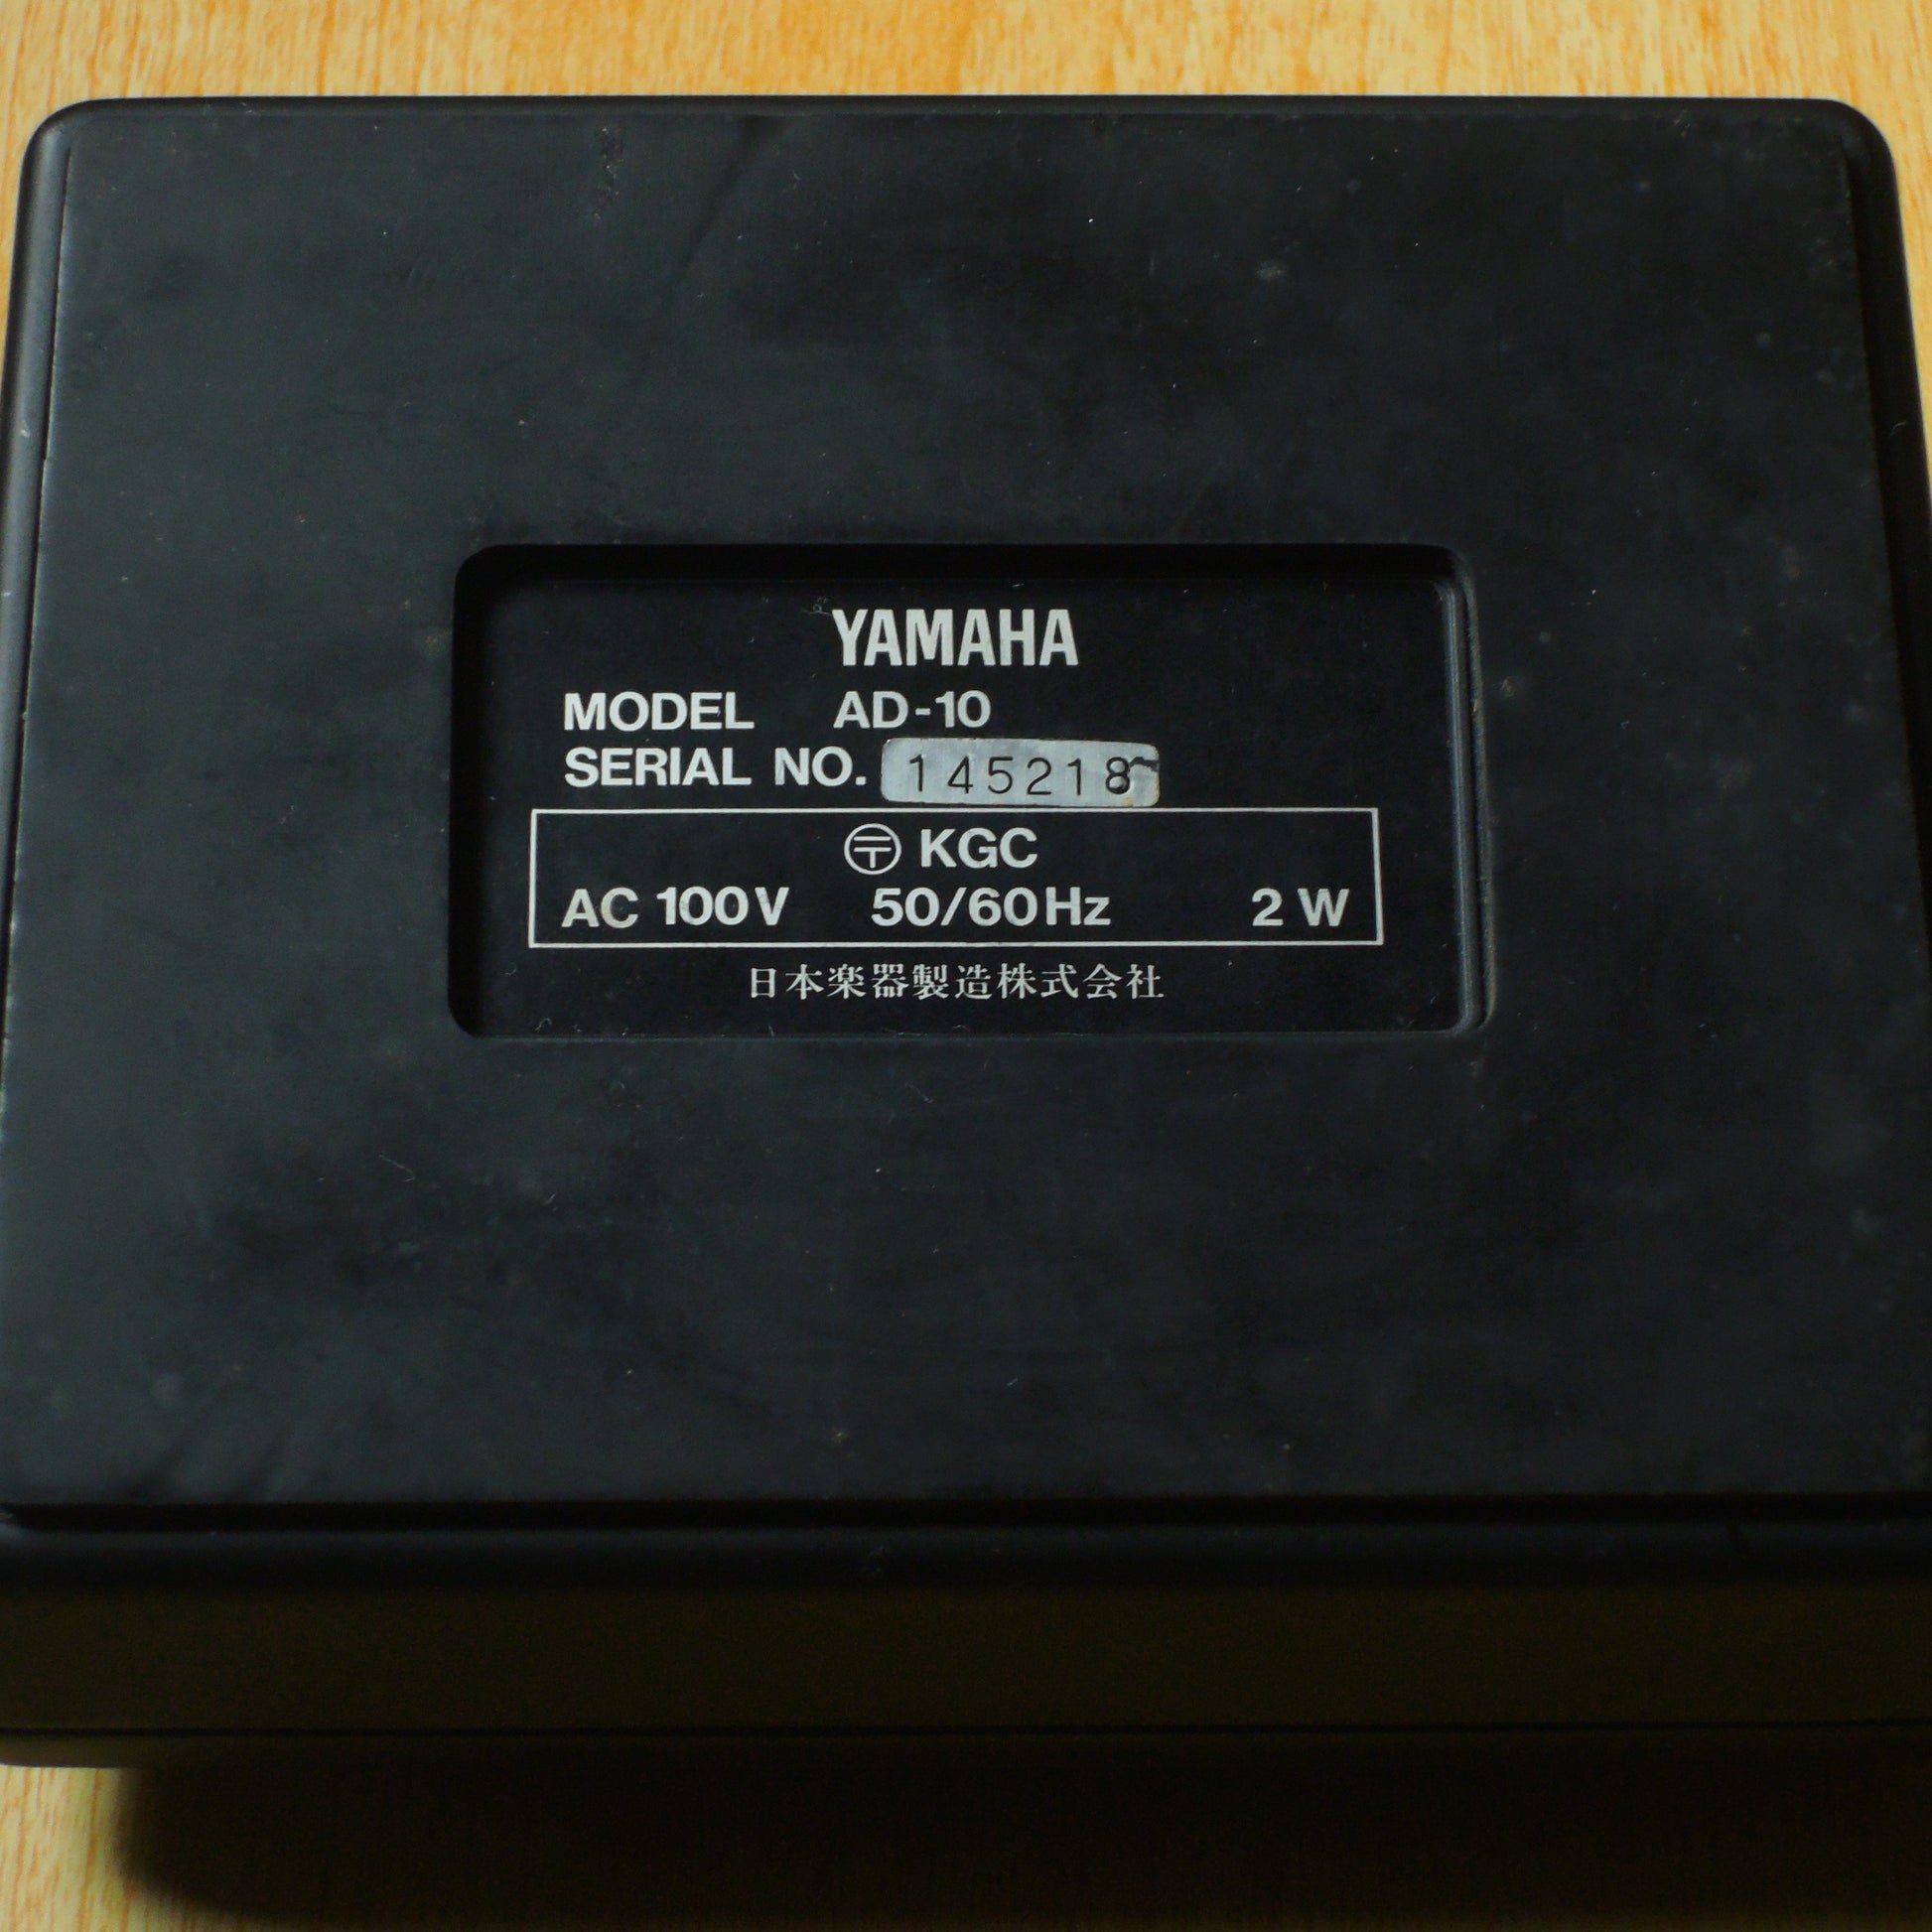 YAMAHA
MODEL AD-10
SERIAL NO. 145218
〶 KGC
AC 100V 50/60Hz 2 W
日本楽器製造株式会社